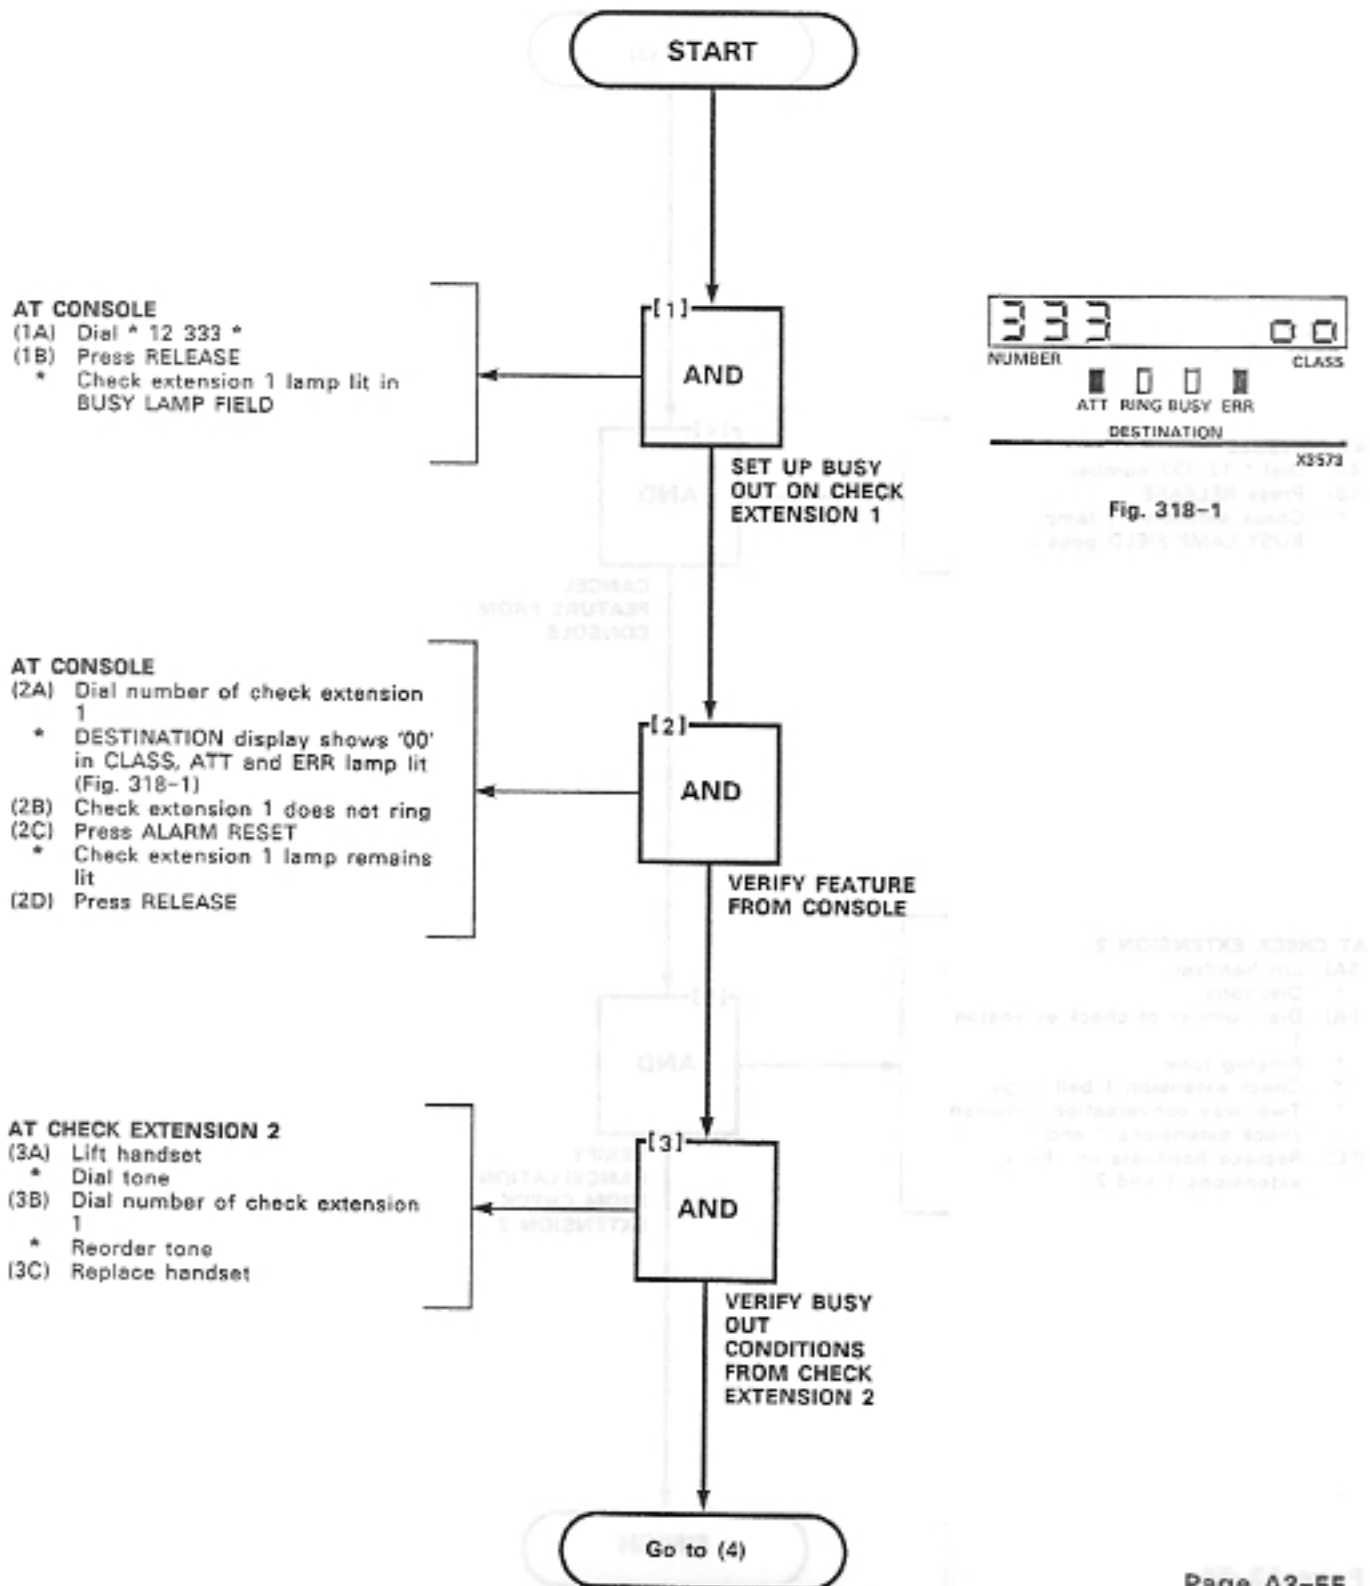 START
AT CONSOLE
(1A) Dial * 12 333 *
(1B) Press RELEASE
* Check extension 1 lamp lit in
BUSY LAMP FIELD
[1]
AND
SET UP BUSY
OUT ON CHECK
EXTENSION 1
333 00
NUMBER CLASS
ATT RING BUSY ERR
DESTINATION
X3573
Fig. 318-1
AT CONSOLE
(2A) Dial number of check extension
1
* DESTINATION display shows '00'
in CLASS, ATT and ERR lamp lit
(Fig. 318-1)
(2B) Check extension 1 does not ring
(2C) Press ALARM RESET
* Check extension 1 lamp remains
lit
(2D) Press RELEASE
[2]
AND
VERIFY FEATURE
FROM CONSOLE
AT CHECK EXTENSION 2
(3A) Lift handset
* Dial tone
(3B) Dial number of check extension
1
* Reorder tone
(3C) Replace handset
[3]
AND
VERIFY BUSY
OUT
CONDITIONS
FROM CHECK
EXTENSION 2
Go to (4)
Page A3-55